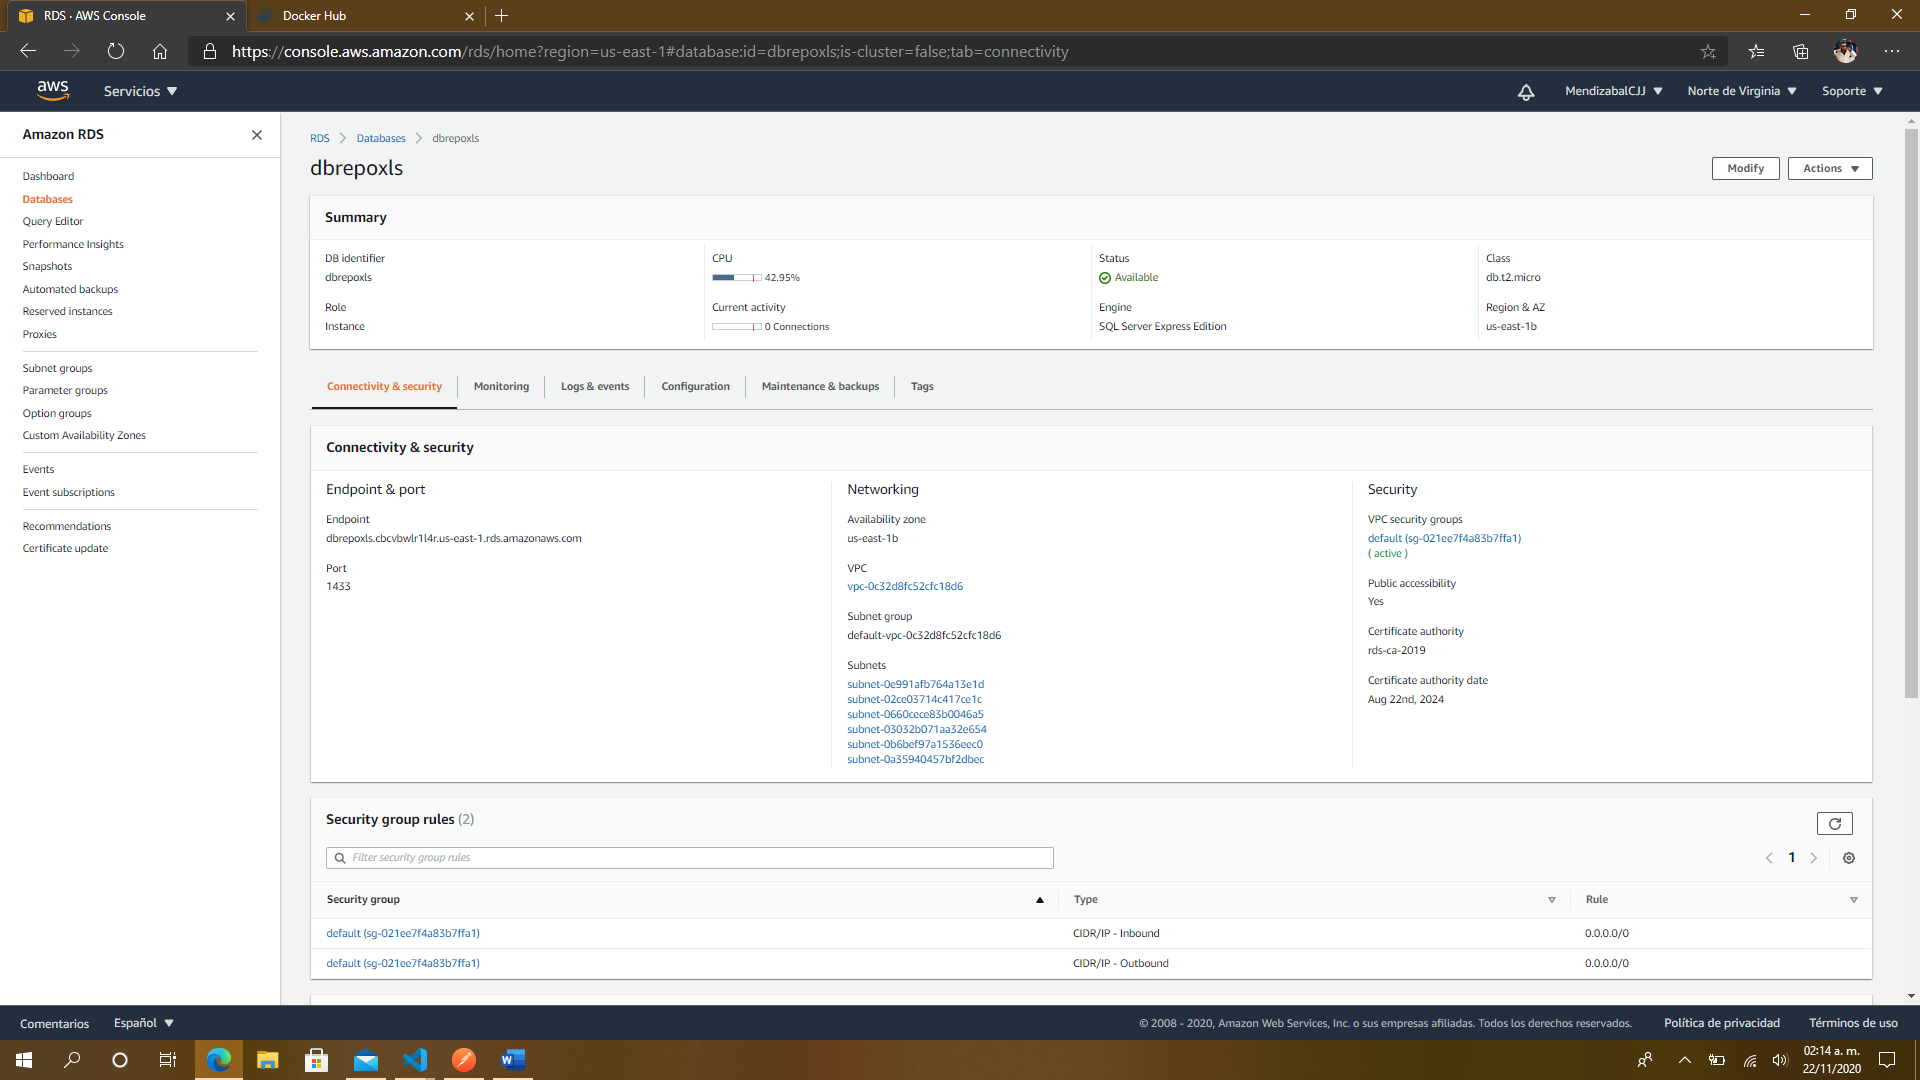 RDS · AWS Console
Docker Hub
https://console.aws.amazon.com/rds/home?region=us-east-1#database:id=dbrepoxls;is-cluster=false;tab=connectivity
aws
Servicios
MendizabalCJJ
Norte de Virginia
Soporte
Amazon RDS
Dashboard
Databases
Query Editor
Performance Insights
Snapshots
Automated backups
Reserved instances
Proxies
Subnet groups
Parameter groups
Option groups
Custom Availability Zones
Events
Event subscriptions
Recommendations
Certificate update
RDS
Databases
dbrepoxls
dbrepoxls
Modify
Actions
Summary
DB identifier
dbrepoxls
CPU
42.95%
Status
Available
Class
db.t2.micro
Role
Instance
Current activity
0 Connections
Engine
SQL Server Express Edition
Region & AZ
us-east-1b
Connectivity & security
Monitoring
Logs & events
Configuration
Maintenance & backups
Tags
Connectivity & security
Endpoint & port
Endpoint
dbrepoxls.cbcvbwlr1l4r.us-east-1.rds.amazonaws.com
Port
1433
Networking
Availability zone
us-east-1b
VPC
vpc-0c32d8fc52cfc18d6
Subnet group
default-vpc-0c32d8fc52cfc18d6
Subnets
subnet-0e991afb764a13e1d
subnet-02ce03714c417ce1c
subnet-0660cece83b0046a5
subnet-03032b071aa32e654
subnet-0b6bef97a1536eec0
subnet-0a35940457bf2dbec
Security
VPC security groups
default (sg-021ee7f4a83b7ffa1)
( active )
Public accessibility
Yes
Certificate authority
rds-ca-2019
Certificate authority date
Aug 22nd, 2024
Security group rules (2)
Filter security group rules
1
Security group
Type
Rule
default (sg-021ee7f4a83b7ffa1)
CIDR/IP - Inbound
0.0.0.0/0
default (sg-021ee7f4a83b7ffa1)
CIDR/IP - Outbound
0.0.0.0/0
Comentarios
Español
© 2008 - 2020, Amazon Web Services, Inc. o sus empresas afiliadas. Todos los derechos reservados.
Política de privacidad
Términos de uso
02:14 a. m.
22/11/2020